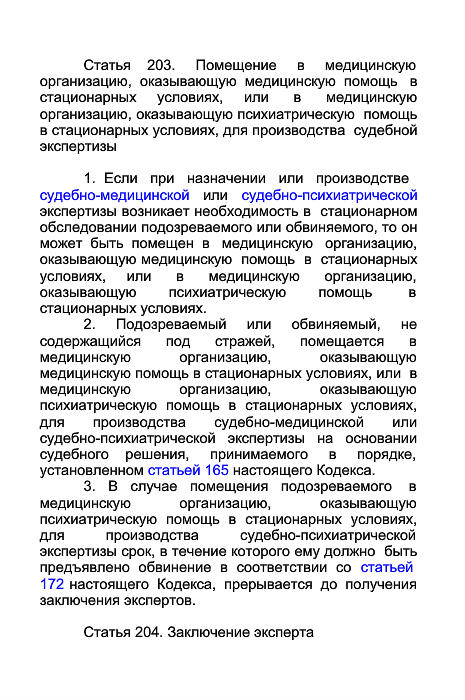 Статья 203. Помещение в медицинскую
организацию, оказывающую медицинскую помощь в
стационарных условиях, или в медицинскую
организацию, оказывающую психиатрическую помощь
в стационарных условиях, для производства судебной
экспертизы
1. Если при назначении или производстве
судебно-медицинской или судебно-психиатрической
экспертизы возникает необходимость в стационарном
обследовании подозреваемого или обвиняемого, то он
может быть помещен в медицинскую организацию,
оказывающую медицинскую помощь в стационарных
условиях, или в медицинскую организацию,
оказывающую психиатрическую помощь в
стационарных условиях.
2. Подозреваемый или обвиняемый, не
содержащийся под стражей, помещается в
медицинскую организацию, оказывающую
медицинскую помощь в стационарных условиях, или в
медицинскую организацию, оказывающую
психиатрическую помощь в стационарных условиях,
для производства судебно-медицинской или
судебно-психиатрической экспертизы на основании
судебного решения, принимаемого в порядке,
установленном статьей 165 настоящего Кодекса.
3. В случае помещения подозреваемого в
медицинскую организацию, оказывающую
психиатрическую помощь в стационарных условиях,
для производства судебно-психиатрической
экспертизы срок, в течение которого ему должно быть
предъявлено обвинение в соответствии со статьей
172 настоящего Кодекса, прерывается до получения
заключения экспертов.
Статья 204. Заключение эксперта